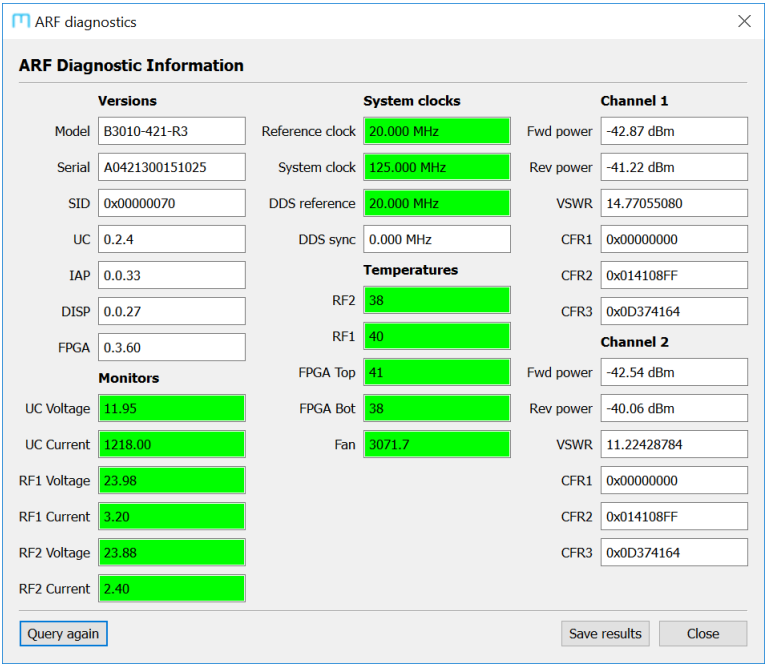 ARF diagnostics
ARF Diagnostic Information
Versions
Model B3010-421-R3
Serial A0421300151025
SID 0x00000070
UC 0.2.4
IAP 0.0.33
DISP 0.0.27
FPGA 0.3.60
Monitors
UC Voltage 11.95
UC Current 1218.00
RF1 Voltage 23.98
RF1 Current 3.20
RF2 Voltage 23.88
RF2 Current 2.40
System clocks
Reference clock 20.000 MHz
System clock 125.000 MHz
DDS reference 20.000 MHz
DDS sync 0.000 MHz
Temperatures
RF2 38
RF1 40
FPGA Top 41
FPGA Bot 38
Fan 3071.7
Channel 1
Fwd power -42.87 dBm
Rev power -41.22 dBm
VSWR 14.77055080
CFR1 0x00000000
CFR2 0x014108FF
CFR3 0x0D374164
Channel 2
Fwd power -42.54 dBm
Rev power -40.06 dBm
VSWR 11.22428784
CFR1 0x00000000
CFR2 0x014108FF
CFR3 0x0D374164
Query again
Save results
Close